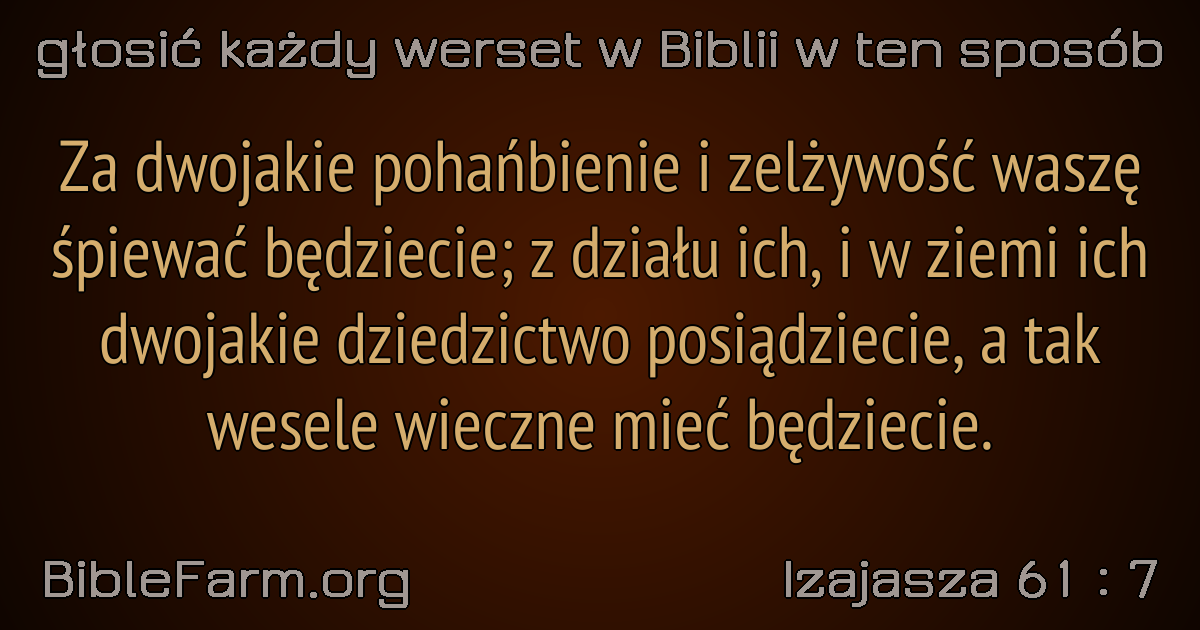 głosić każdy werset w Biblii w ten sposób
Za dwojakie pohańbienie i zelżywość waszę
śpiewać będziecie; z działu ich, i w ziemi ich
dwojakie dziedzictwo posiądziecie, a tak
wesele wieczne mieć będziecie.
BibleFarm.org
Izajasza 61 : 7